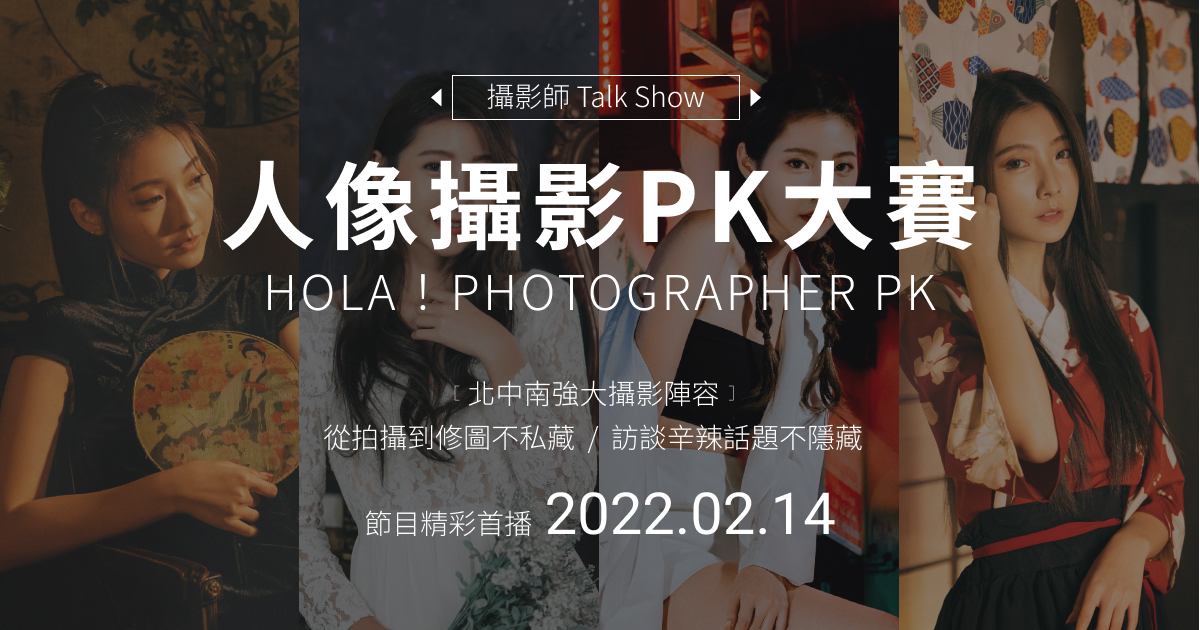 攝影師 Talk Show
人像攝影PK大賽
HOLA！PHOTOGRAPHER PK
［北中南強大攝影陣容］
從拍攝到修圖不私藏 / 訪談辛辣話題不隱藏
節目精彩首播 2022.02.14